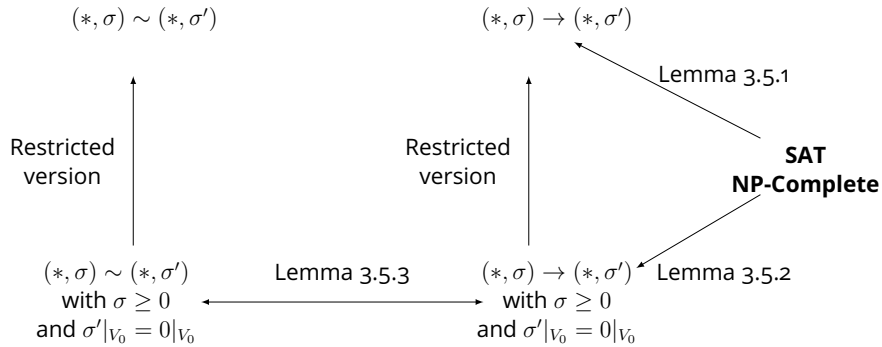 (∗, σ) ∼ (∗, σ′)
(∗, σ) → (∗, σ′)
Lemma 3.5.1
Restricted
version
Restricted
version
SAT
NP-Complete
(∗, σ) ∼ (∗, σ′)
with σ ≥ 0
and σ′|V₀ = 0|V₀
Lemma 3.5.3
(∗, σ) → (∗, σ′)
with σ ≥ 0
and σ′|V₀ = 0|V₀
Lemma 3.5.2